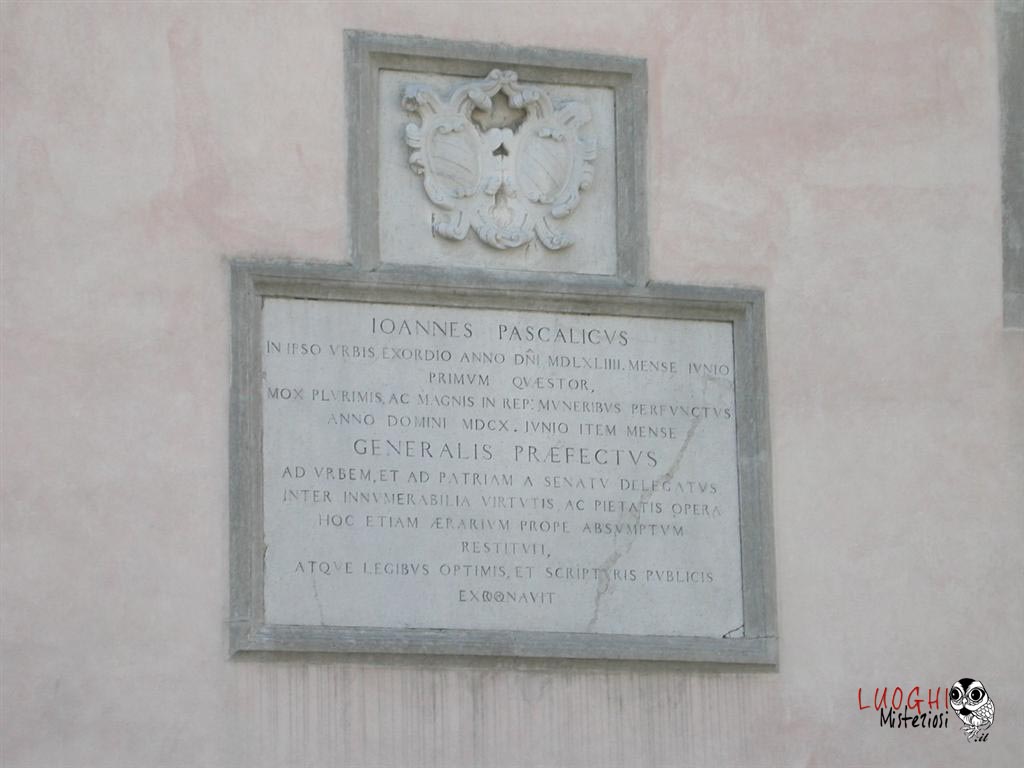 IOANNES PASCALICVS
IN IPSO VRBIS EXORDIO ANNO DÑI MDLXLIIII. MENSE IVNIO
PRIMVM QVÆSTOR,
MOX PLVRIMIS, AC MAGNIS IN REP: MVNERIBVS PERFVNCTVS
ANNO DOMINI MDCX. IVNIO ITEM MENSE
GENERALIS PRÆFECTVS
AD VRBEM, ET AD PATRIAM A SENATV DELEGATVS
INTER INNVMERABILIA VIRTVTIS, AC PIETATIS OPERA
HOC ETIAM ÆRARIVM PROPE ABSVMPTVM
RESTITVIT,
ATQVE LEGIBVS OPTIMIS, ET SCRIPTVRIS PVBLICIS
LUOGHI
Misteriosi
.it